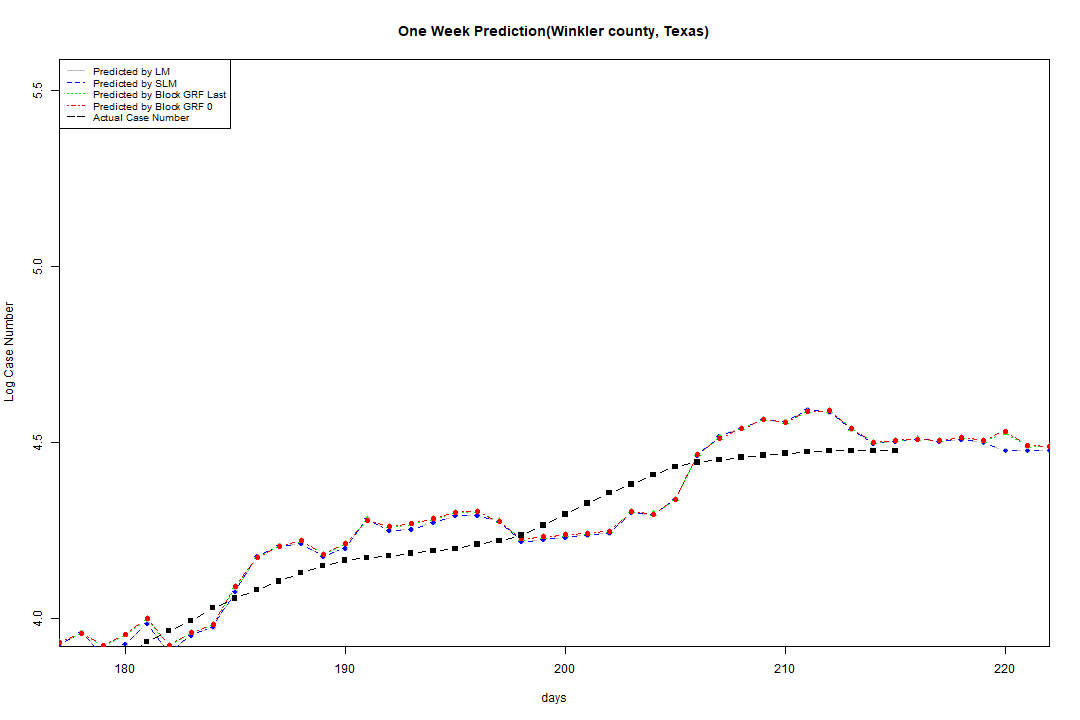 One Week Prediction(Winkler county, Texas)
Predicted by LM
Predicted by SLM
Predicted by Block GRF Last
Predicted by Block GRF 0
Actual Case Number
5.5
5.0
4.5
4.0
Log Case Number
180 190 200 210 220
days